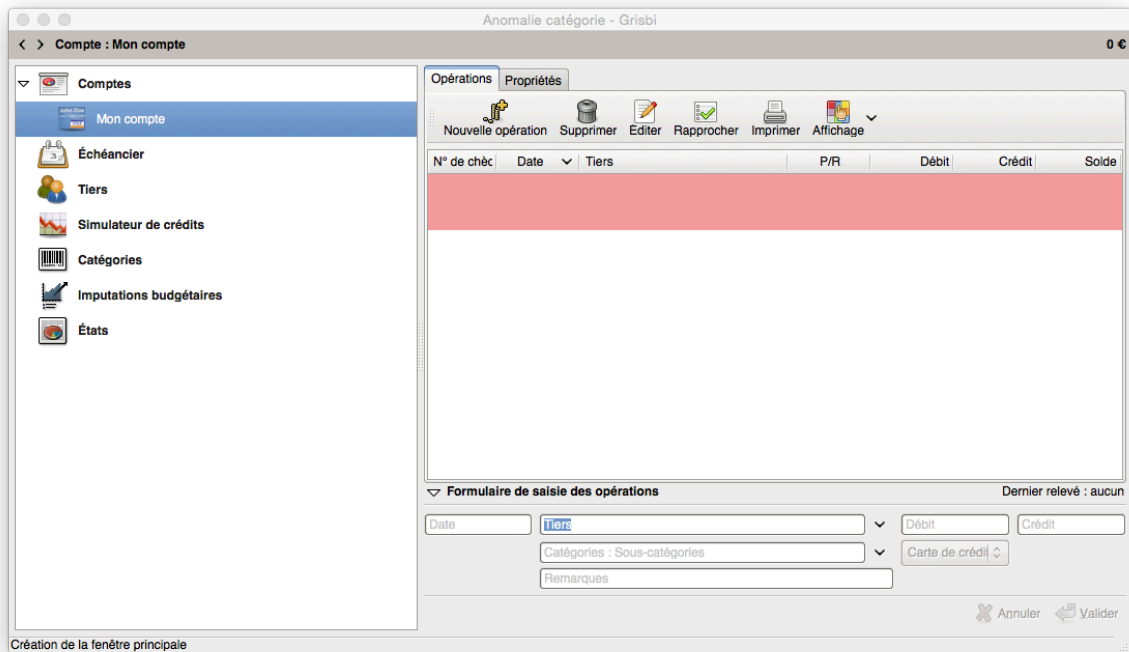 Anomalie catégorie - Grisbi
Compte : Mon compte 0 €
Comptes
Mon compte
Échéancier
Tiers
Simulateur de crédits
Catégories
Imputations budgétaires
États
Opérations Propriétés
Nouvelle opération Supprimer Editer Rapprocher Imprimer Affichage
N° de chèc Date Tiers P/R Débit Crédit Solde
Formulaire de saisie des opérations Dernier relevé : aucun
Date Tiers Débit Crédit
Catégories : Sous-catégories Carte de crédit
Remarques
Annuler Valider
Création de la fenêtre principale